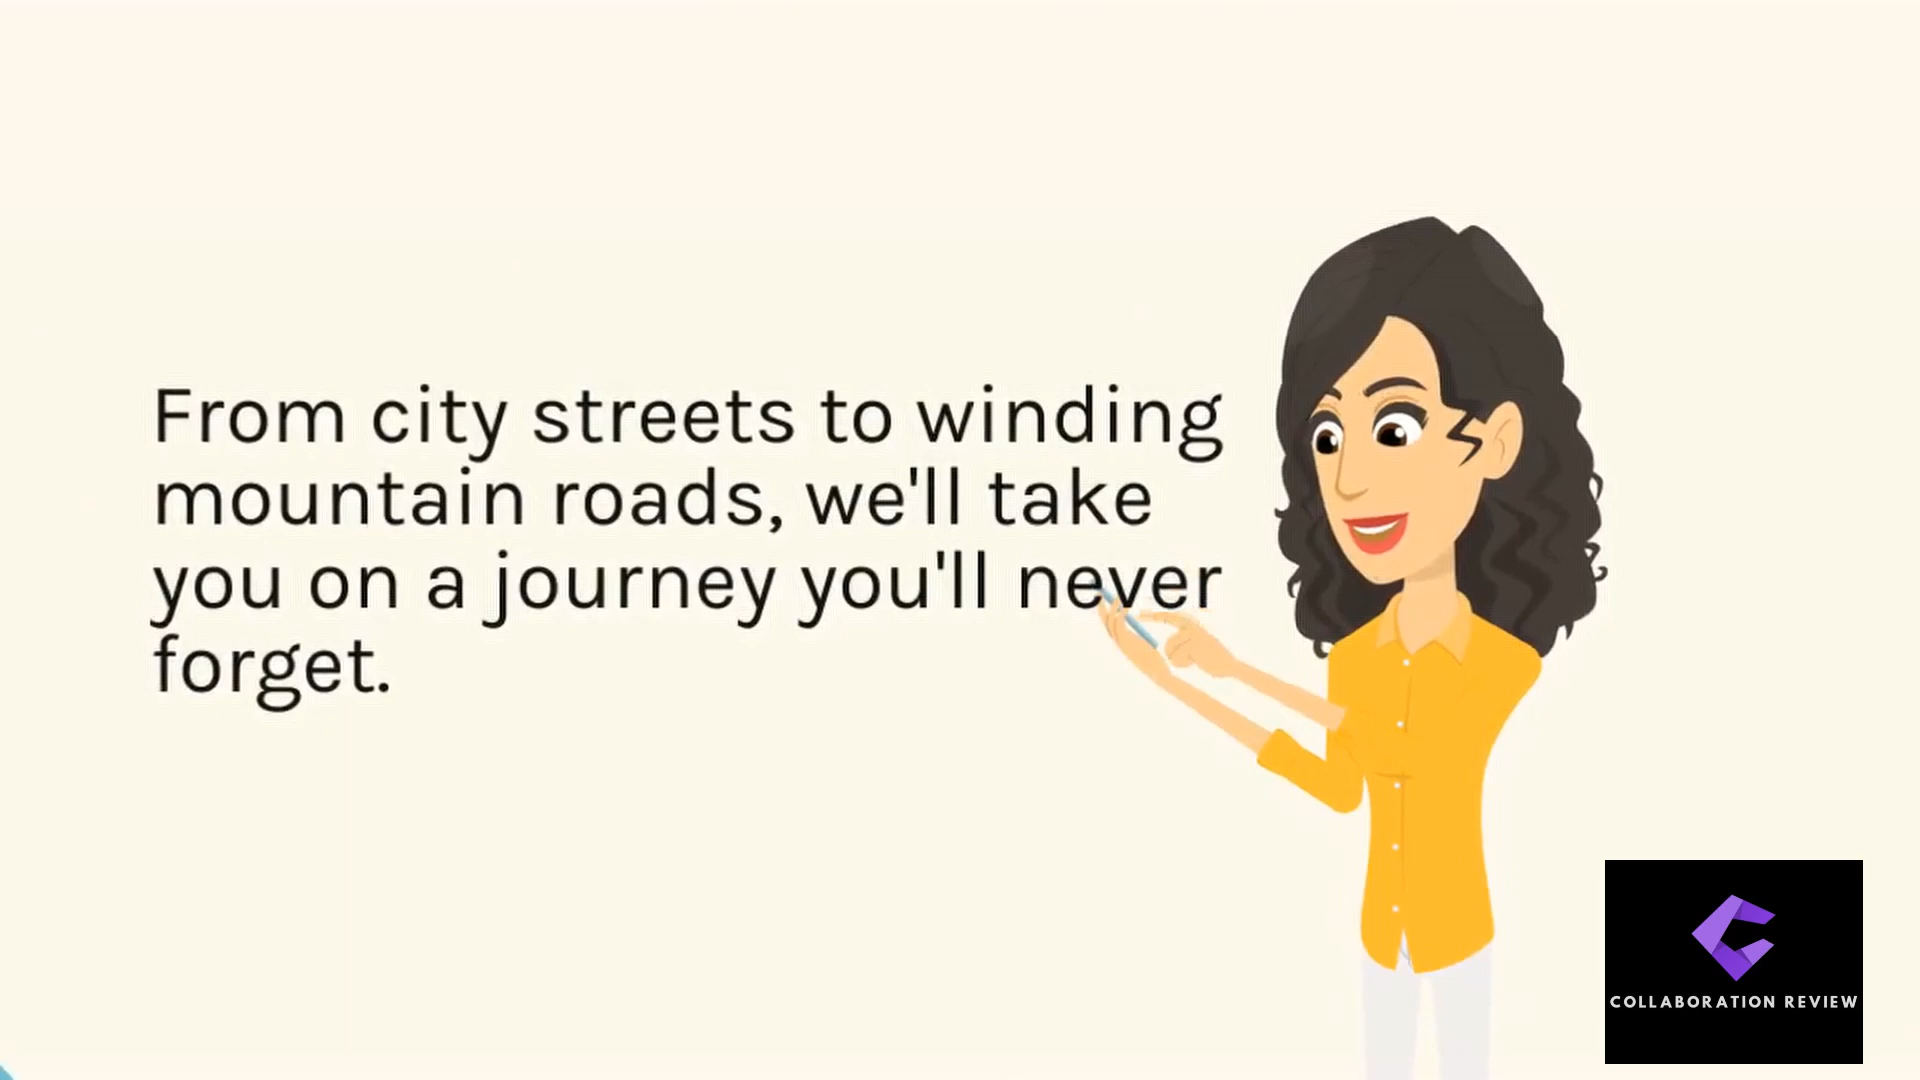 From city streets to winding
mountain roads, we'll take
you on a journey you'll never
forget.
COLLABORATION REVIEW